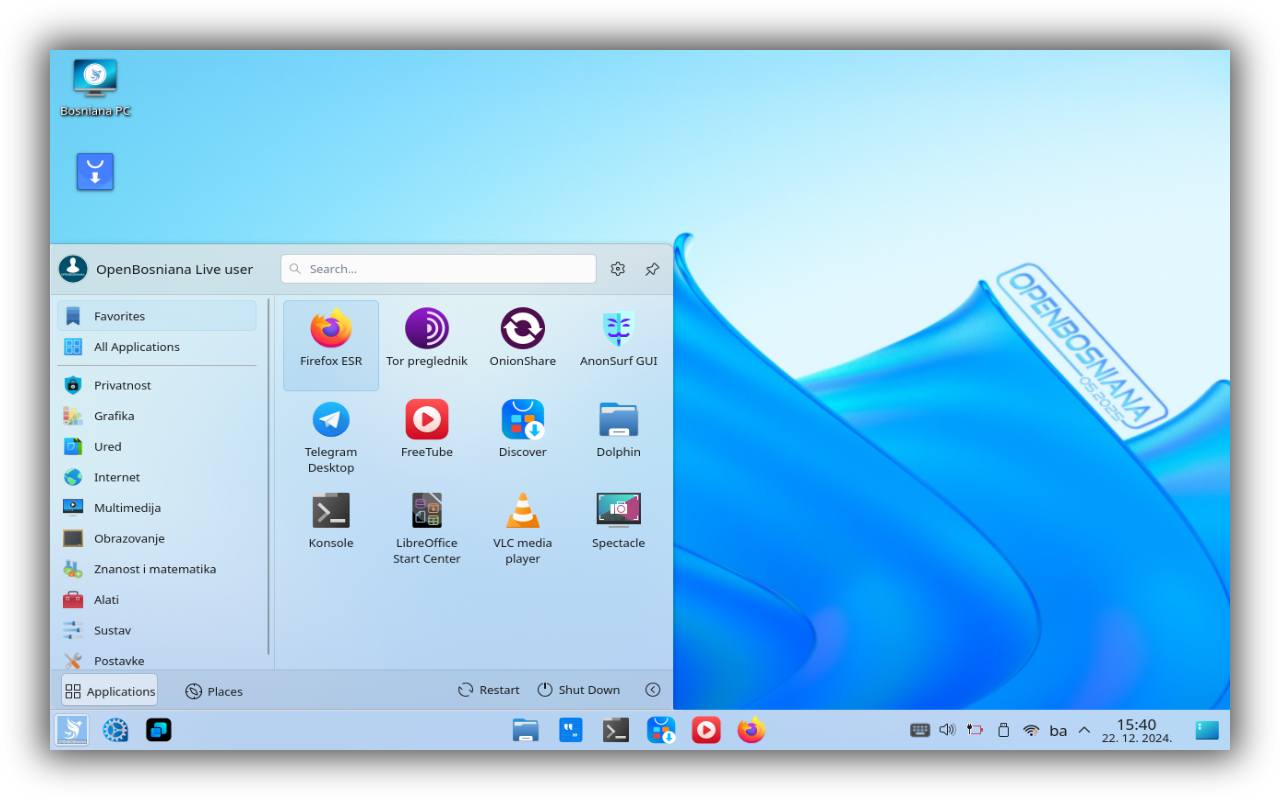 Bosniana PC
OpenBosniana Live user
Search...
Favorites
All Applications
Privatnost
Grafika
Ured
Internet
Multimedija
Obrazovanje
Znanost i matematika
Alati
Sustav
Postavke
Firefox ESR
Tor preglednik
OnionShare
AnonSurf GUI
Telegram
Desktop
FreeTube
Discover
Dolphin
Konsole
LibreOffice
Start Center
VLC media
player
Spectacle
OPENBOSNIANA
05.2025
Applications
Places
Restart
Shut Down
ba
15:40
22. 12. 2024.